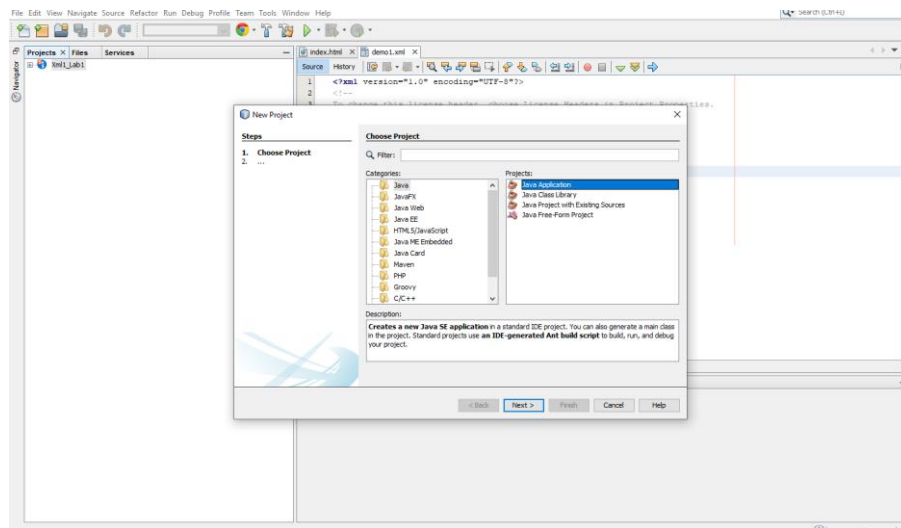 File Edit View Navigate Source Refactor Run Debug Profile Team Tools Window Help
Search (Ctrl+I)
Projects × Files Services
index.html × demo1.xml ×
Navigator
Xml1_Lab1
Source History
1 <?xml version="1.0" encoding="UTF-8"?>
2 <!--
3 To change this license header, choose License Headers in Project Properties.
New Project
Steps
1. Choose Project
2. ...
Choose Project
Filter:
Categories:
Java
JavaFX
Java Web
Java EE
HTML5/JavaScript
Java ME Embedded
Java Card
Maven
PHP
Groovy
C/C++
Projects:
Java Application
Java Class Library
Java Project with Existing Sources
Java Free-Form Project
Description:
Creates a new Java SE application in a standard IDE project. You can also generate a main class
in the project. Standard projects use an IDE-generated Ant build script to build, run, and debug
your project.
< Back Next > Finish Cancel Help